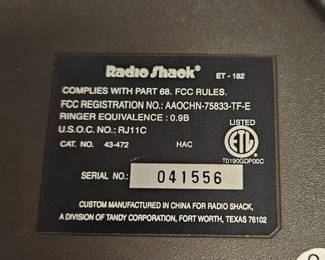 Radio Shack ET - 182
COMPLIES WITH PART 68. FCC RULES.
FCC REGISTRATION NO.: AAOCHN-75833-TF-E
RINGER EQUIVALENCE : 0.9B
U.S.O.C. NO.: RJ11C
CAT. NO. 43-472 HAC
LISTED
ETL
T0190GDP00C
SERIAL NO.: 041556
CUSTOM MANUFACTURED IN CHINA FOR RADIO SHACK,
A DIVISION OF TANDY CORPORATION, FORT WORTH, TEXAS 76102